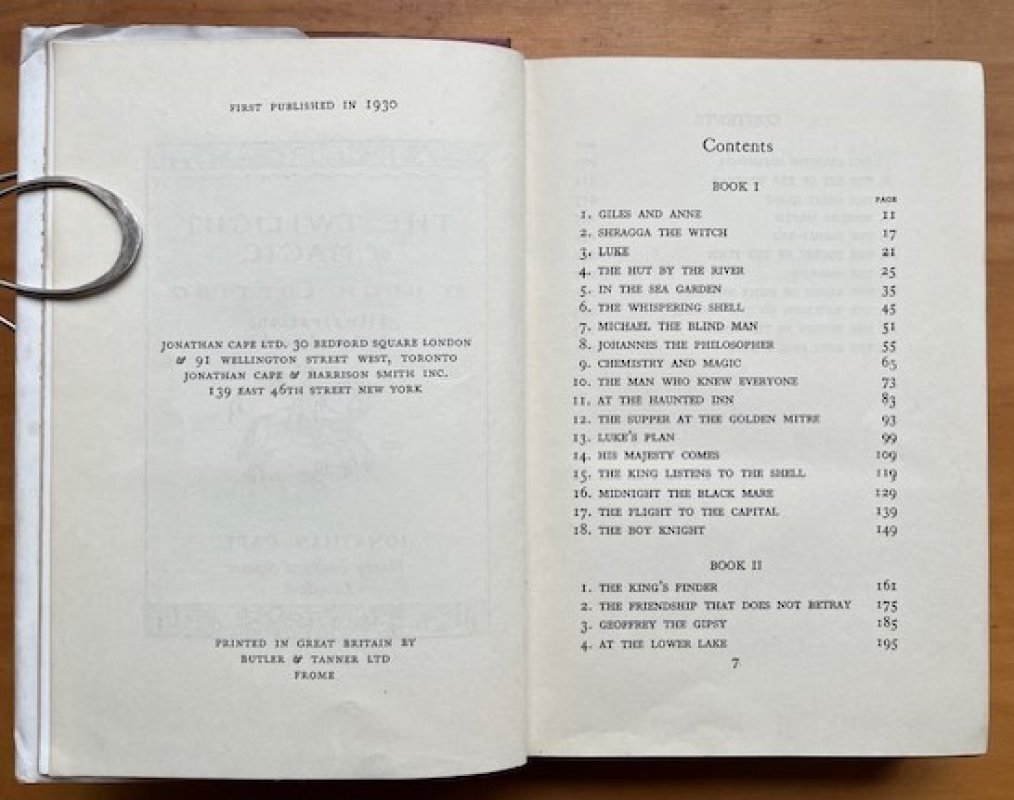 FIRST PUBLISHED IN 1930
JONATHAN CAPE LTD. 30 BEDFORD SQUARE LONDON
& 91 WELLINGTON STREET WEST, TORONTO
JONATHAN CAPE & HARRISON SMITH INC.
139 EAST 46TH STREET NEW YORK
PRINTED IN GREAT BRITAIN BY
BUTLER & TANNER LTD
FROME
Contents
BOOK I
PAGE
1. GILES AND ANNE 11
2. SHRAGGA THE WITCH 17
3. LUKE 21
4. THE HUT BY THE RIVER 25
5. IN THE SEA GARDEN 35
6. THE WHISPERING SHELL 45
7. MICHAEL THE BLIND MAN 51
8. JOHANNES THE PHILOSOPHER 55
9. CHEMISTRY AND MAGIC 65
10. THE MAN WHO KNEW EVERYONE 73
11. AT THE HAUNTED INN 83
12. THE SUPPER AT THE GOLDEN MITRE 93
13. LUKE'S PLAN 99
14. HIS MAJESTY COMES 109
15. THE KING LISTENS TO THE SHELL 119
16. MIDNIGHT THE BLACK MARE 129
17. THE FLIGHT TO THE CAPITAL 139
18. THE BOY KNIGHT 149
BOOK II
1. THE KING'S FINDER 161
2. THE FRIENDSHIP THAT DOES NOT BETRAY 175
3. GEOFFREY THE GIPSY 185
4. AT THE LOWER LAKE 195
7